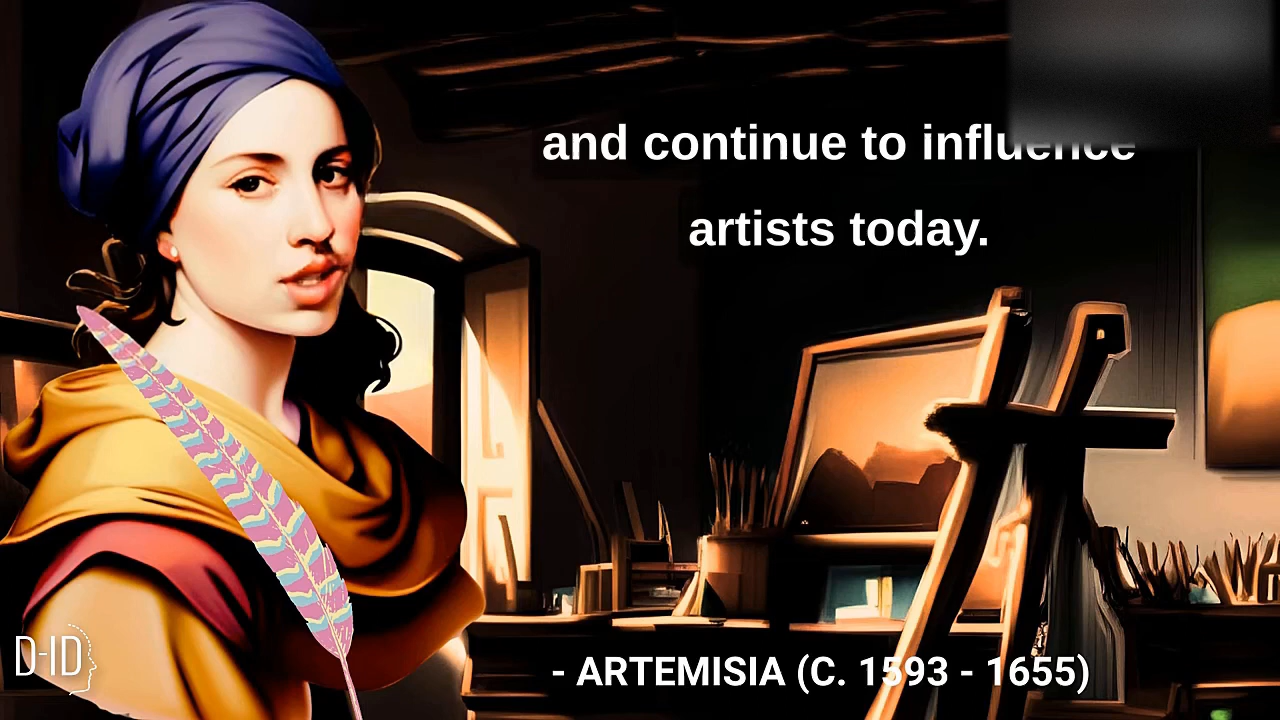 and continue to influence
artists today.
- ARTEMISIA (C. 1593 - 1655)
D-ID